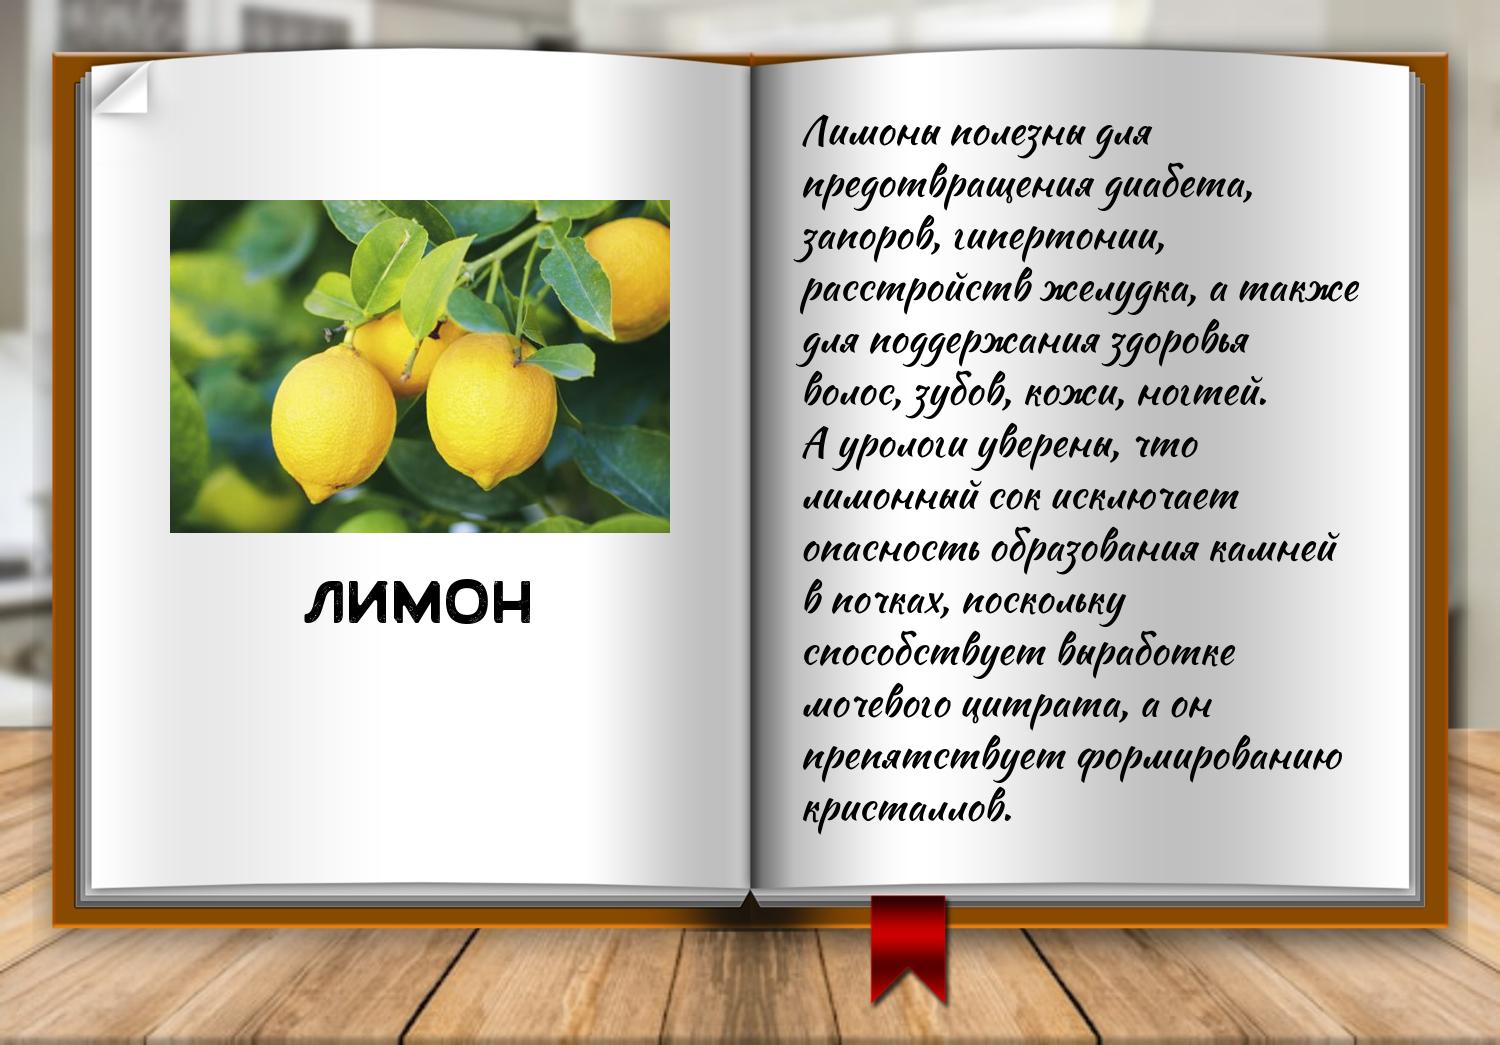 ЛИМОН
Лимоны полезны для
предотвращения диабета,
запоров, гипертонии,
расстройств желудка, а также
для поддержания здоровья
волос, зубов, кожи, ногтей.
А урологи уверены, что
лимонный сок исключает
опасность образования камней
в почках, поскольку
способствует выработке
мочевого цитрата, а он
препятствует формированию
кристаллов.